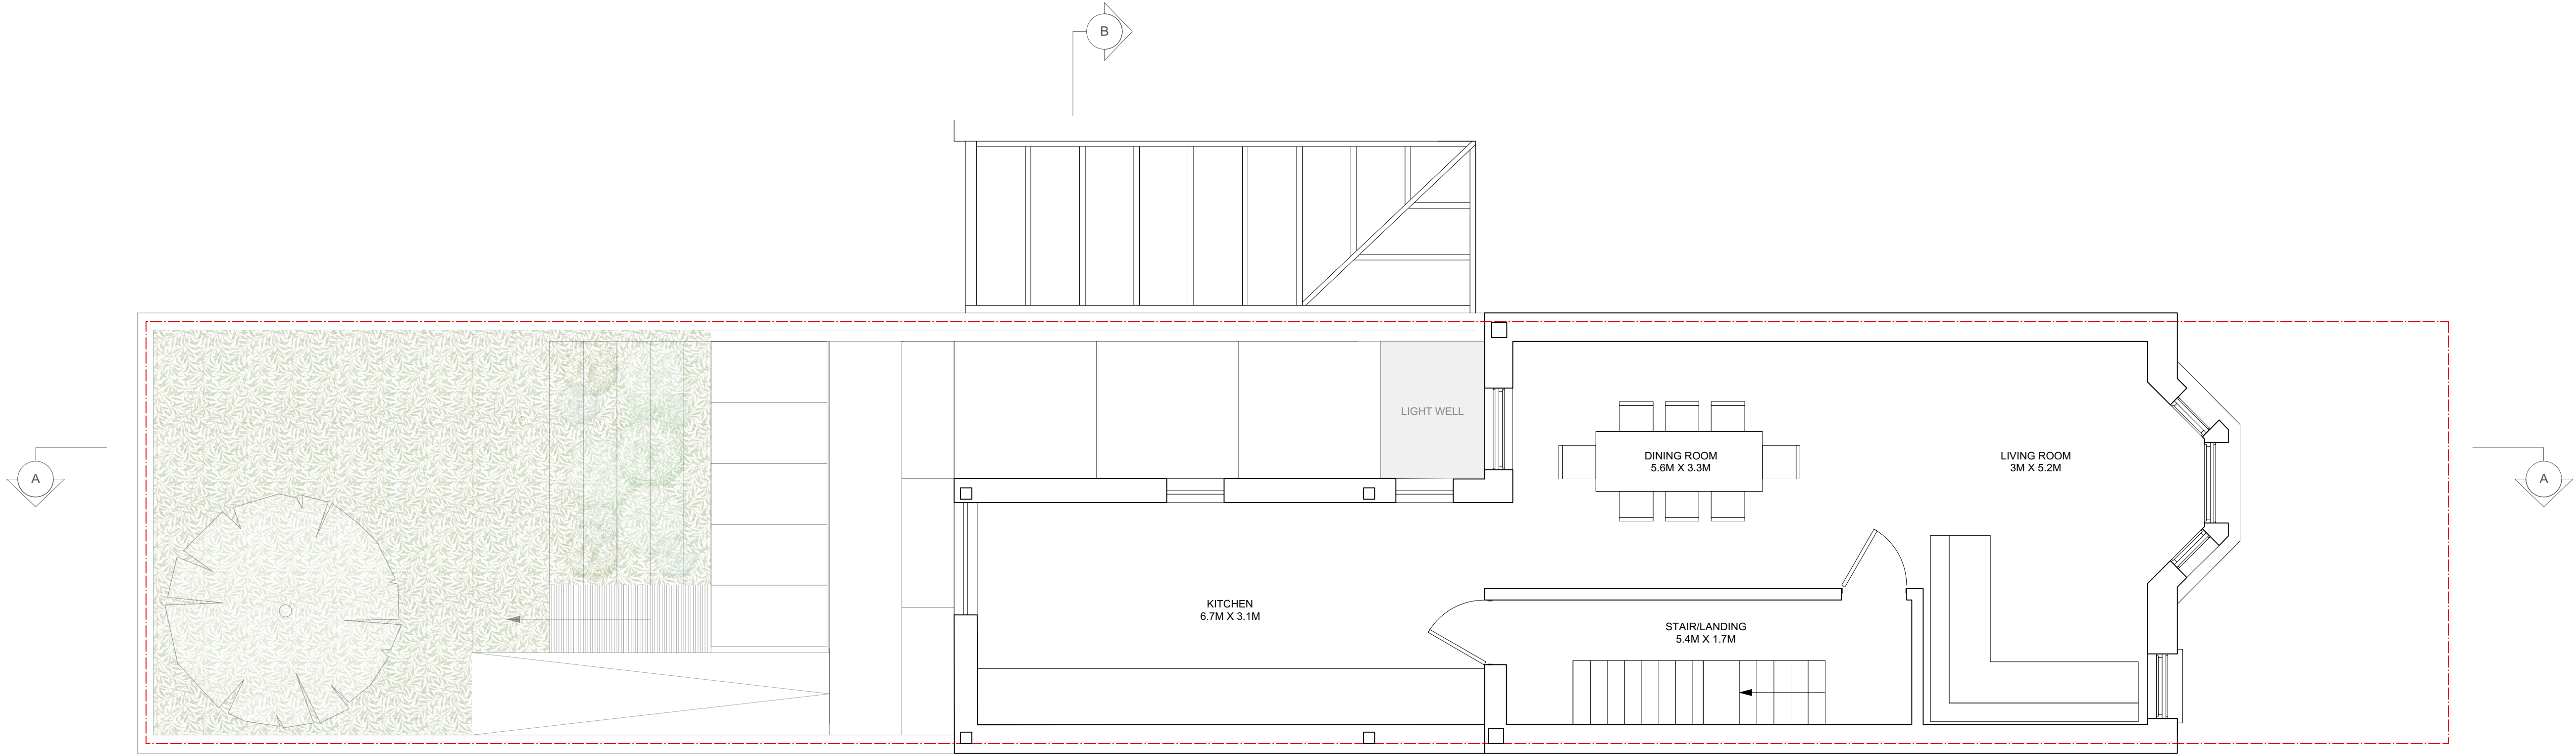 B
LIGHT WELL
DINING ROOM
5.6M X 3.3M
LIVING ROOM
3M X 5.2M
A
A
KITCHEN
6.7M X 3.1M
STAIR/LANDING
5.4M X 1.7M